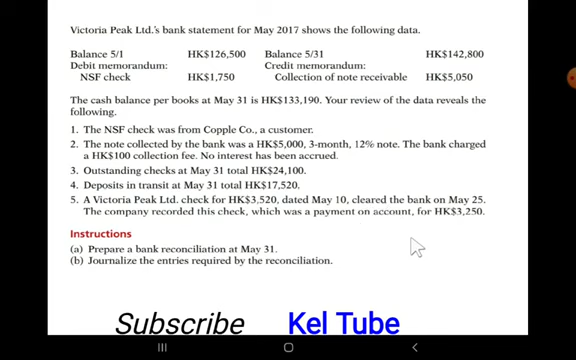 Victoria Peak Ltd.'s bank statement for May 2017 shows the following data.
Balance 5/1 HK$126,500 Balance 5/31 HK$142,800
Debit memorandum: Credit memorandum:
NSF check HK$1,750 Collection of note receivable HK$5,050
The cash balance per books at May 31 is HK$133,190. Your review of the data reveals the
following.
1. The NSF check was from Copple Co., a customer.
2. The note collected by the bank was a HK$5,000, 3-month, 12% note. The bank charged
a HK$100 collection fee. No interest has been accrued.
3. Outstanding checks at May 31 total HK$24,100.
4. Deposits in transit at May 31 total HK$17,520.
5. A Victoria Peak Ltd. check for HK$3,520, dated May 10, cleared the bank on May 25.
The company recorded this check, which was a payment on account, for HK$3,250.
Instructions
(a) Prepare a bank reconciliation at May 31.
(b) Journalize the entries required by the reconciliation.
Subscribe Kel Tube